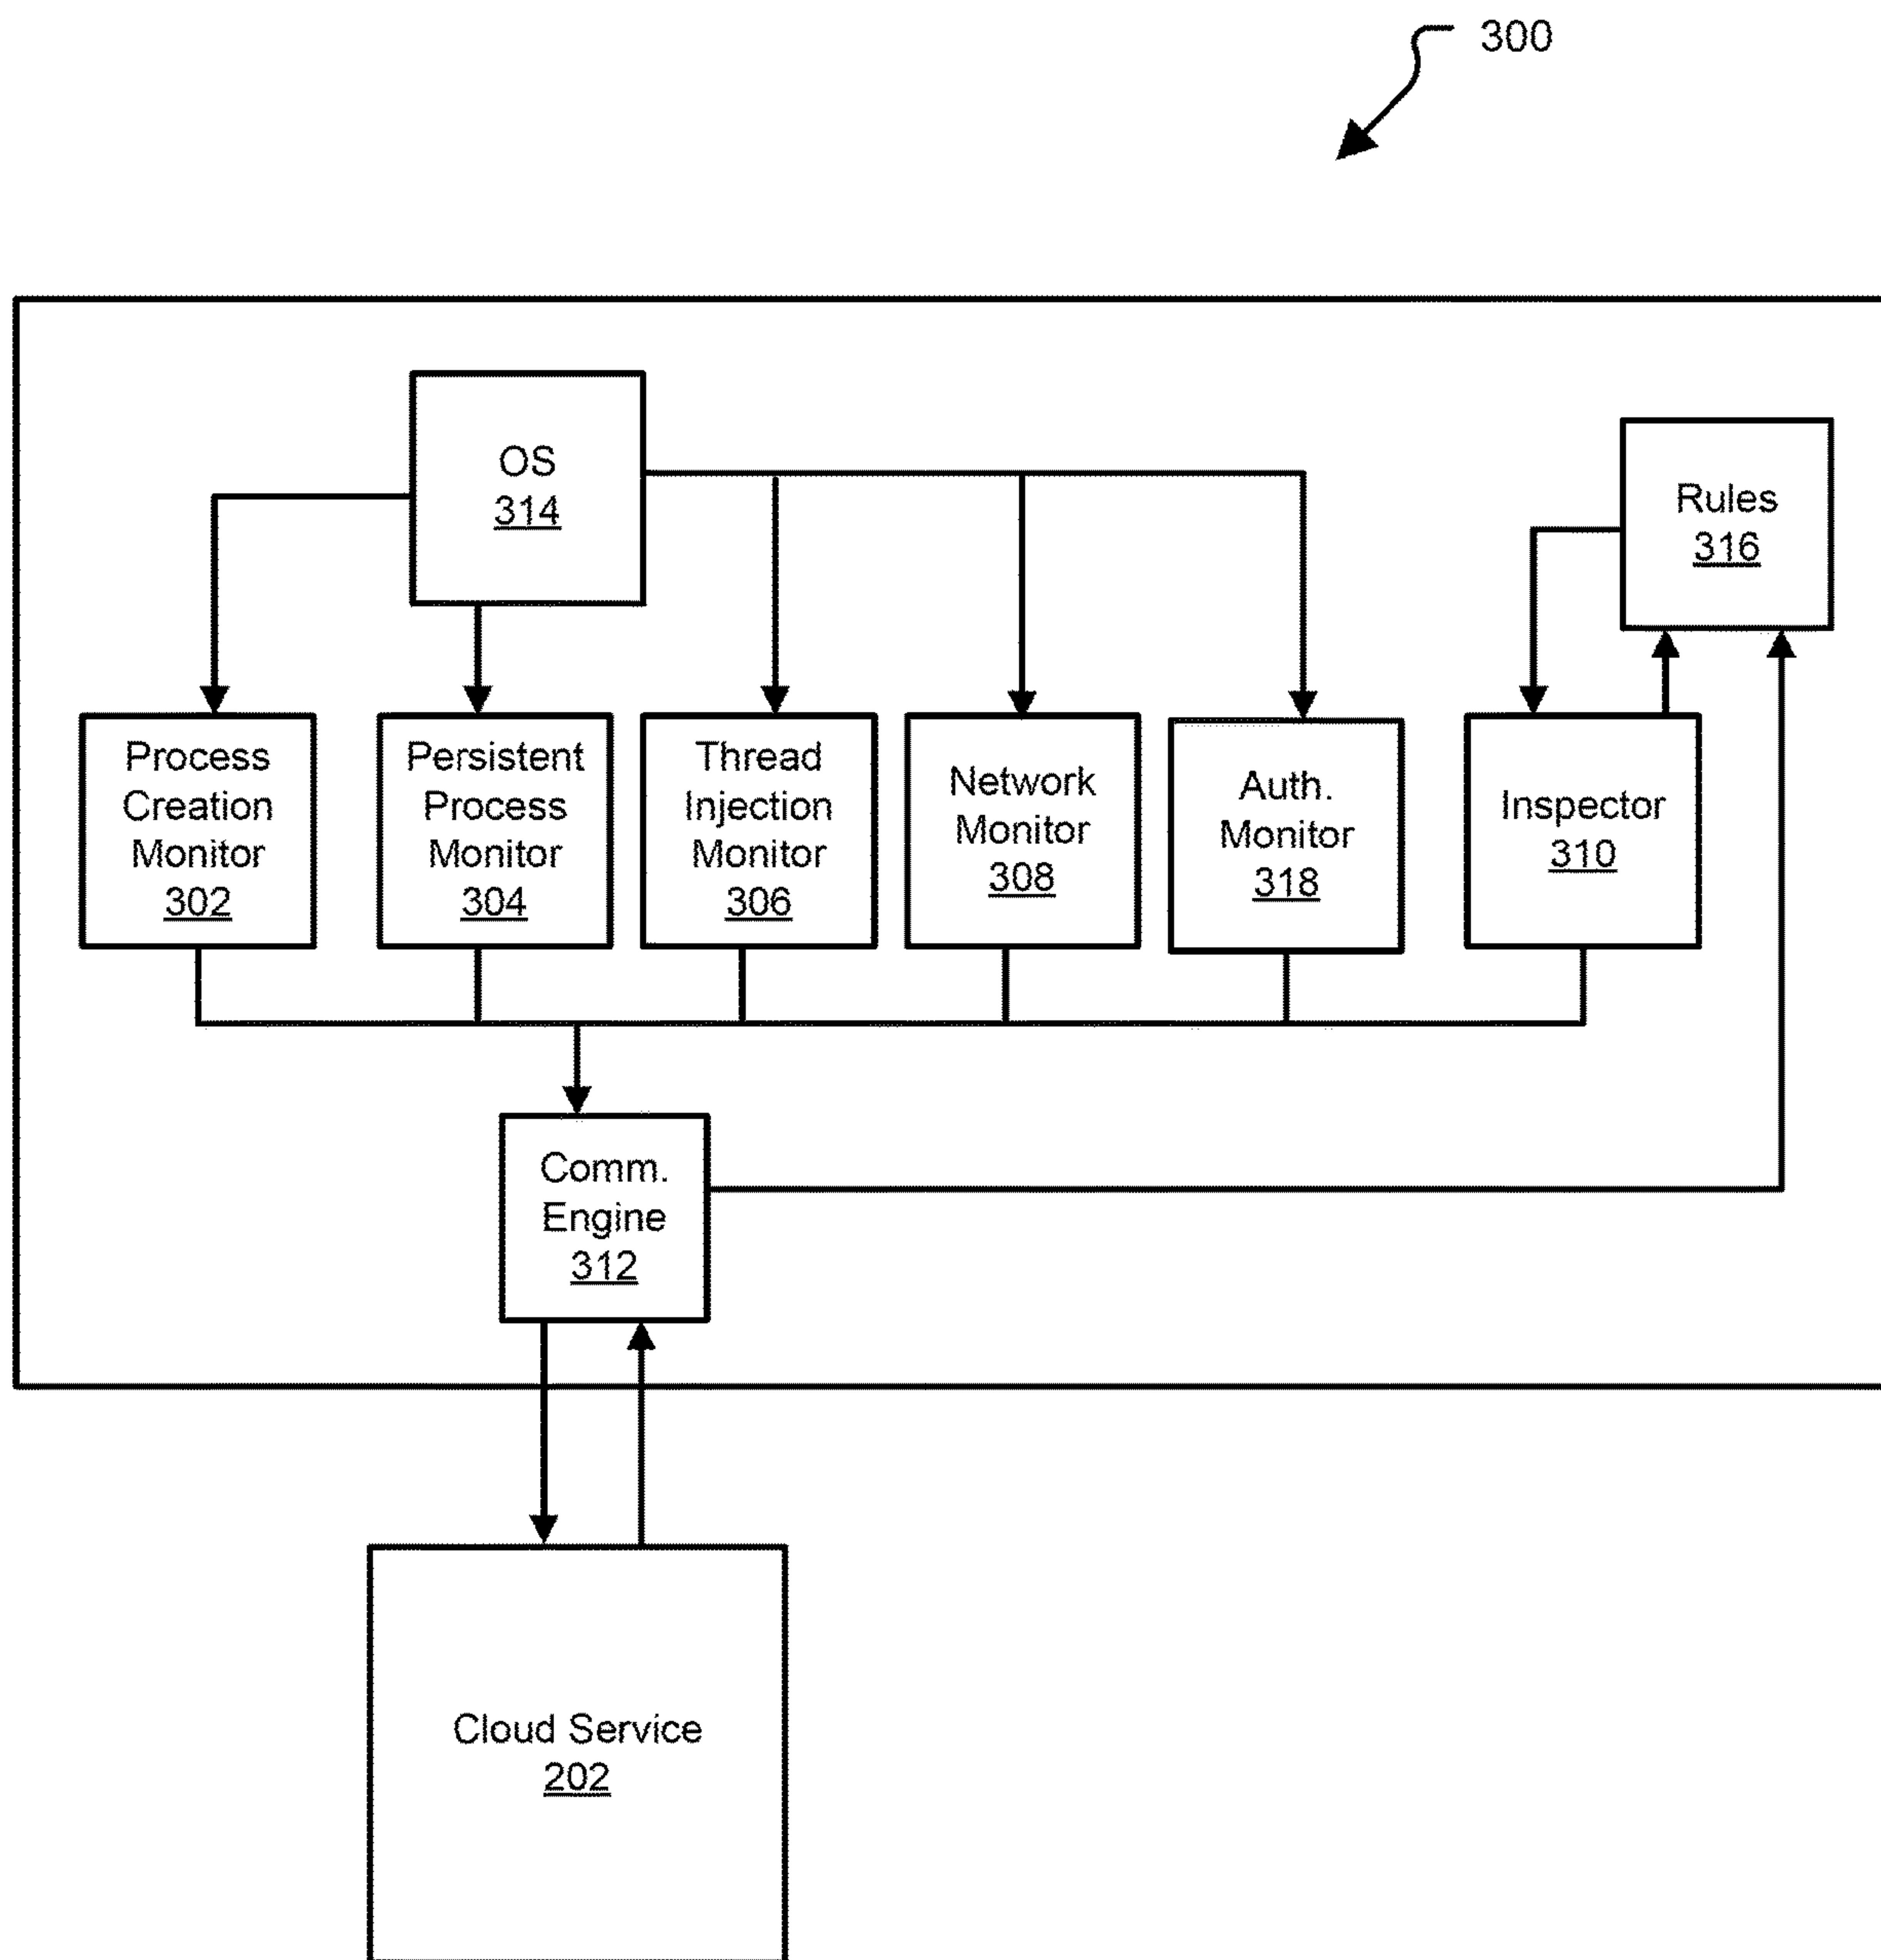 300
OS
314
Rules
316
Process
Creation
Monitor
302
Persistent
Process
Monitor
304
Thread
Injection
Monitor
306
Network
Monitor
308
Auth.
Monitor
318
Inspector
310
Comm.
Engine
312
Cloud Service
202